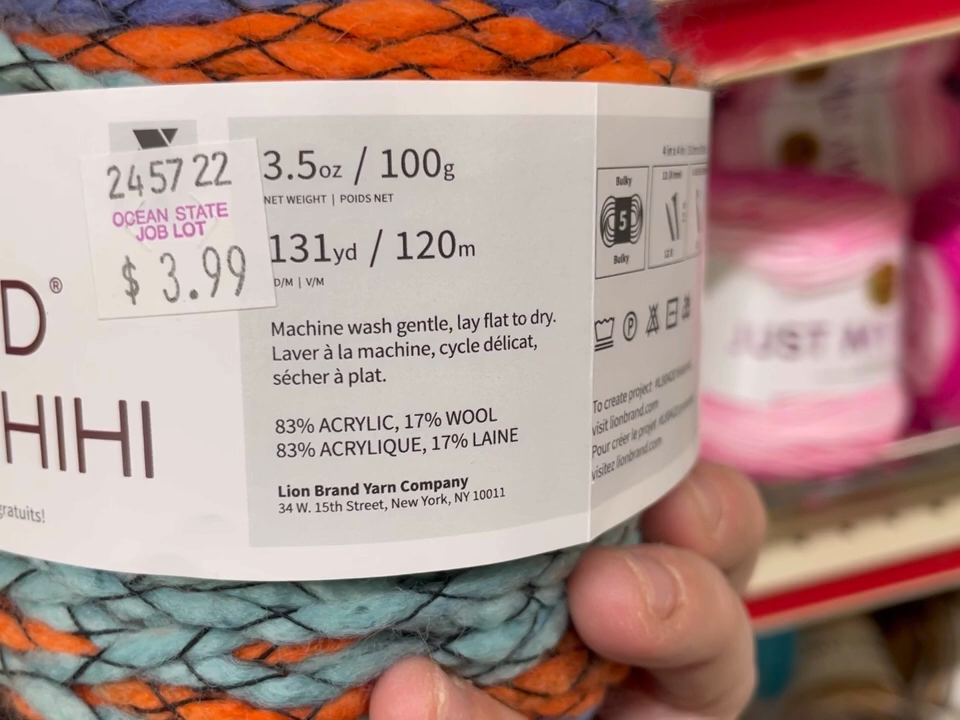 2457 22
OCEAN STATE
JOB LOT
$ 3.99
D®
HIHI
gratuits!
3.5oz / 100g
NET WEIGHT | POIDS NET
131yd / 120m
D/M | V/M
Machine wash gentle, lay flat to dry.
Laver à la machine, cycle délicat,
sécher à plat.
83% ACRYLIC, 17% WOOL
83% ACRYLIQUE, 17% LAINE
Lion Brand Yarn Company
34 W. 15th Street, New York, NY 10011
Bulky
5
Bulky
P
To create project
visit lionbrand.com
Pour créer le projet
visitez lionbrand.com
JUST MY